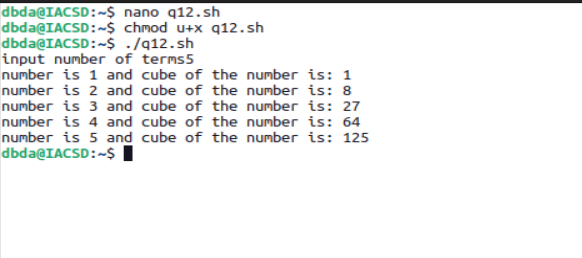 dbda@IACSD:~$ nano q12.sh
dbda@IACSD:~$ chmod u+x q12.sh
dbda@IACSD:~$ ./q12.sh
input number of terms5
number is 1 and cube of the number is: 1
number is 2 and cube of the number is: 8
number is 3 and cube of the number is: 27
number is 4 and cube of the number is: 64
number is 5 and cube of the number is: 125
dbda@IACSD:~$